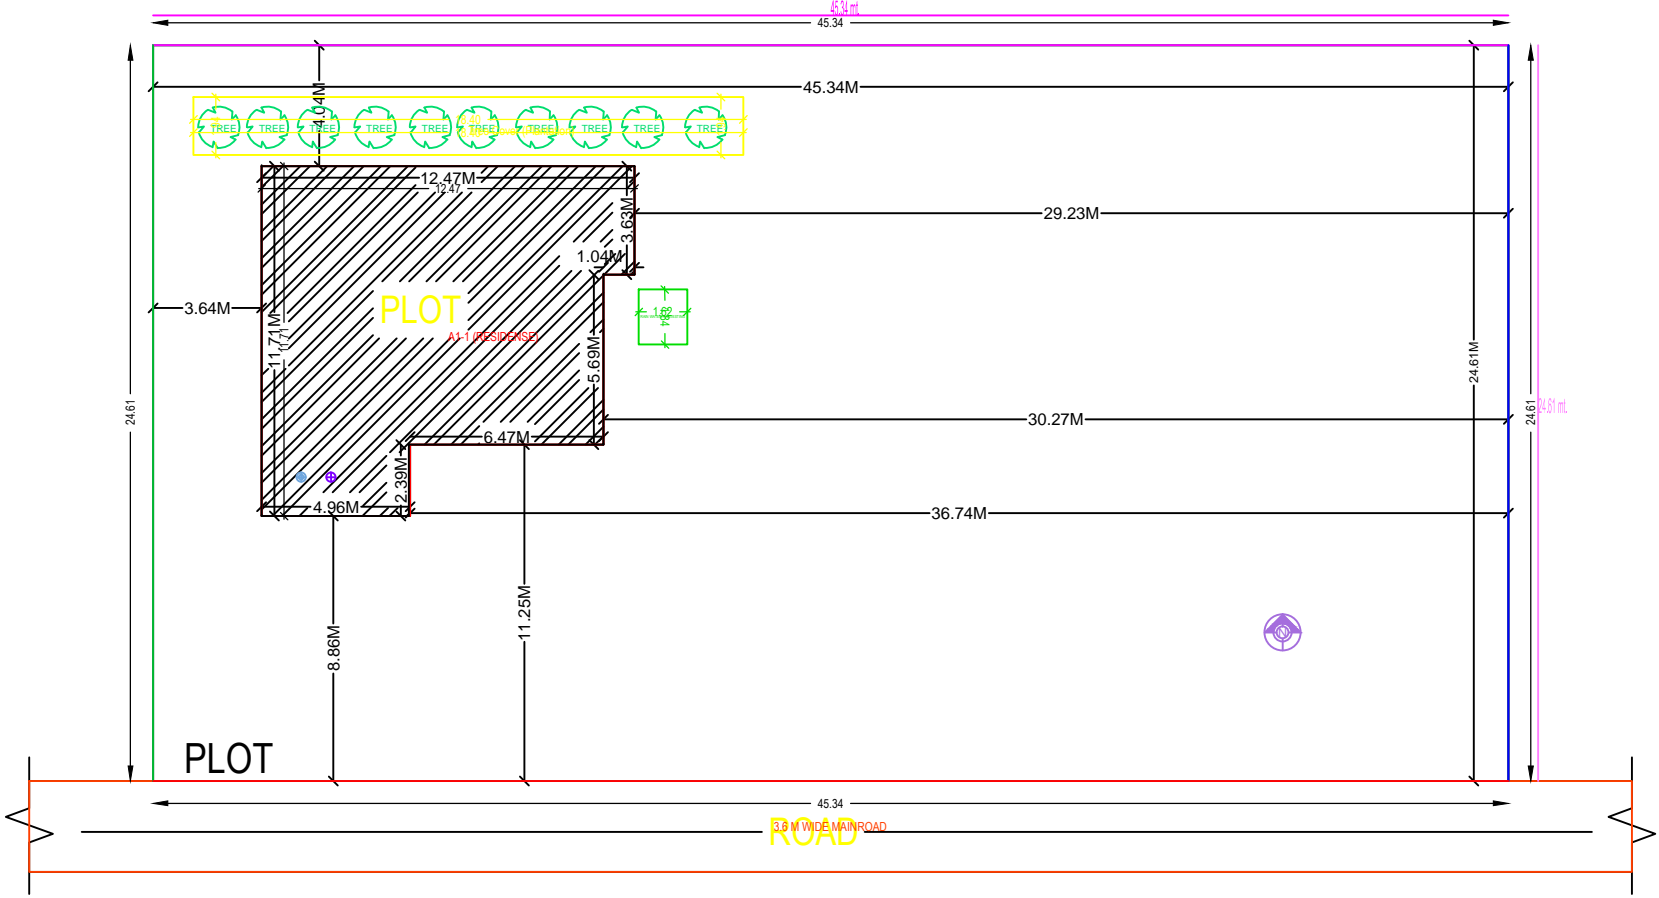 45.34 mt.
45.34
45.34M
4.04M
TREE TREE TREE TREE TREE TREE TREE TREE TREE TREE
12.47M
12.47
3.63M
29.23M
1.04M
3.64M
PLOT
A1-1 (RESIDENSE)
11.71M
11.71
1.62
5.69M
24.61M
24.61
24.61
24.61 mt.
30.27M
6.47M
2.39M
4.96M
36.74M
11.25M
8.86M
N
PLOT
45.34
3.6 M WIDE MAINROAD
ROAD